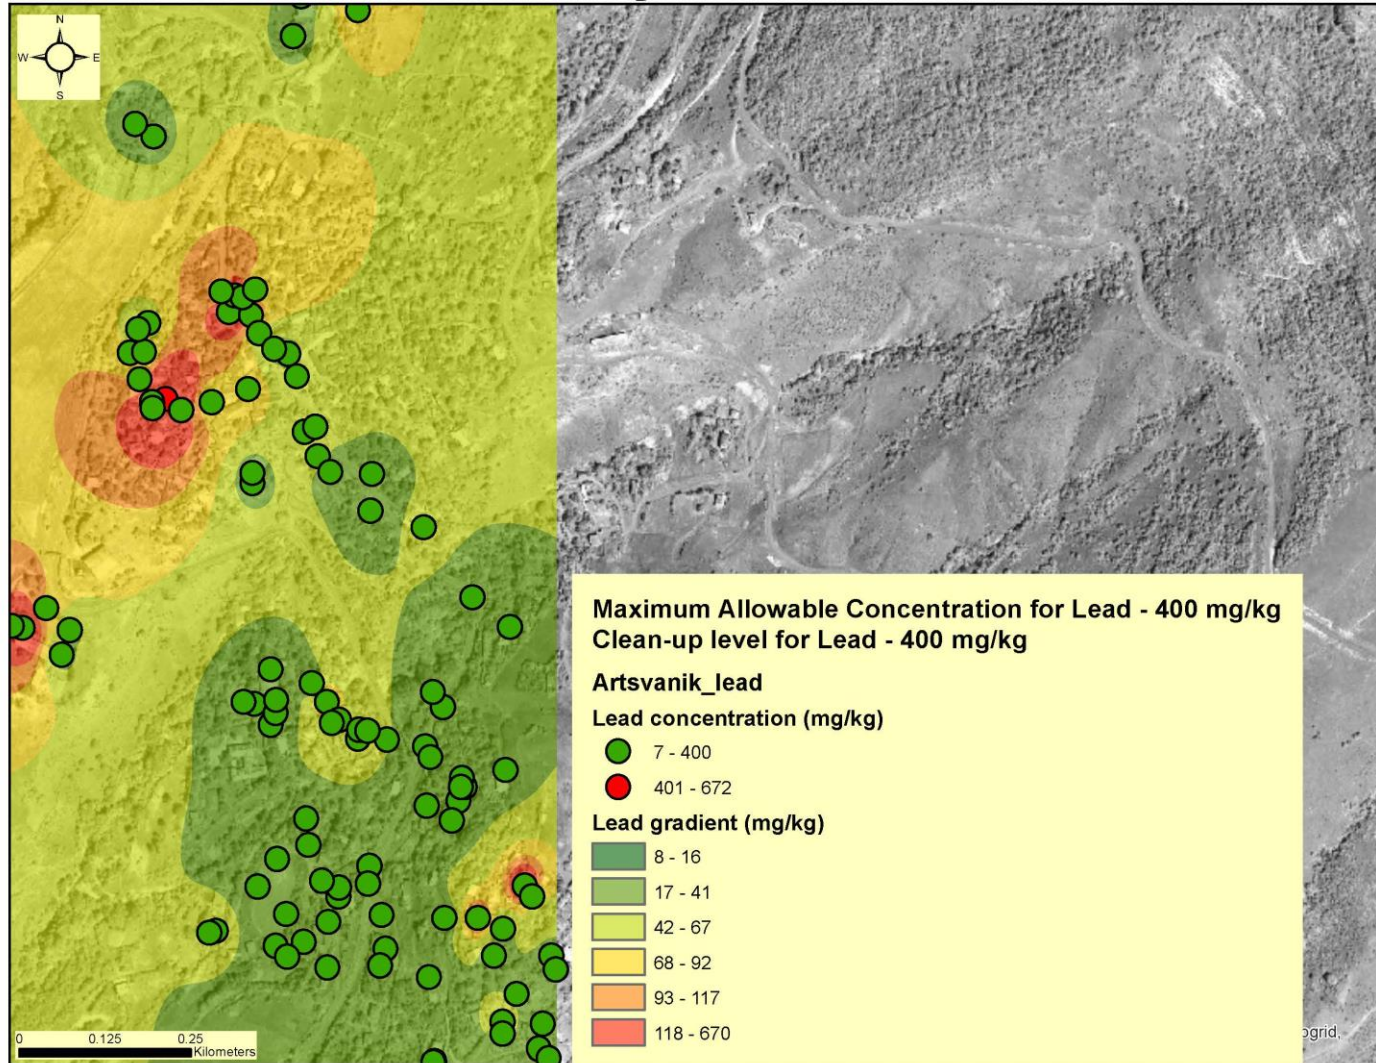 N
W E
S
Maximum Allowable Concentration for Lead - 400 mg/kg
Clean-up level for Lead - 400 mg/kg
Artsvanik_lead
Lead concentration (mg/kg)
7 - 400
401 - 672
Lead gradient (mg/kg)
8 - 16
17 - 41
42 - 67
68 - 92
93 - 117
118 - 670
0 0.125 0.25
Kilometers